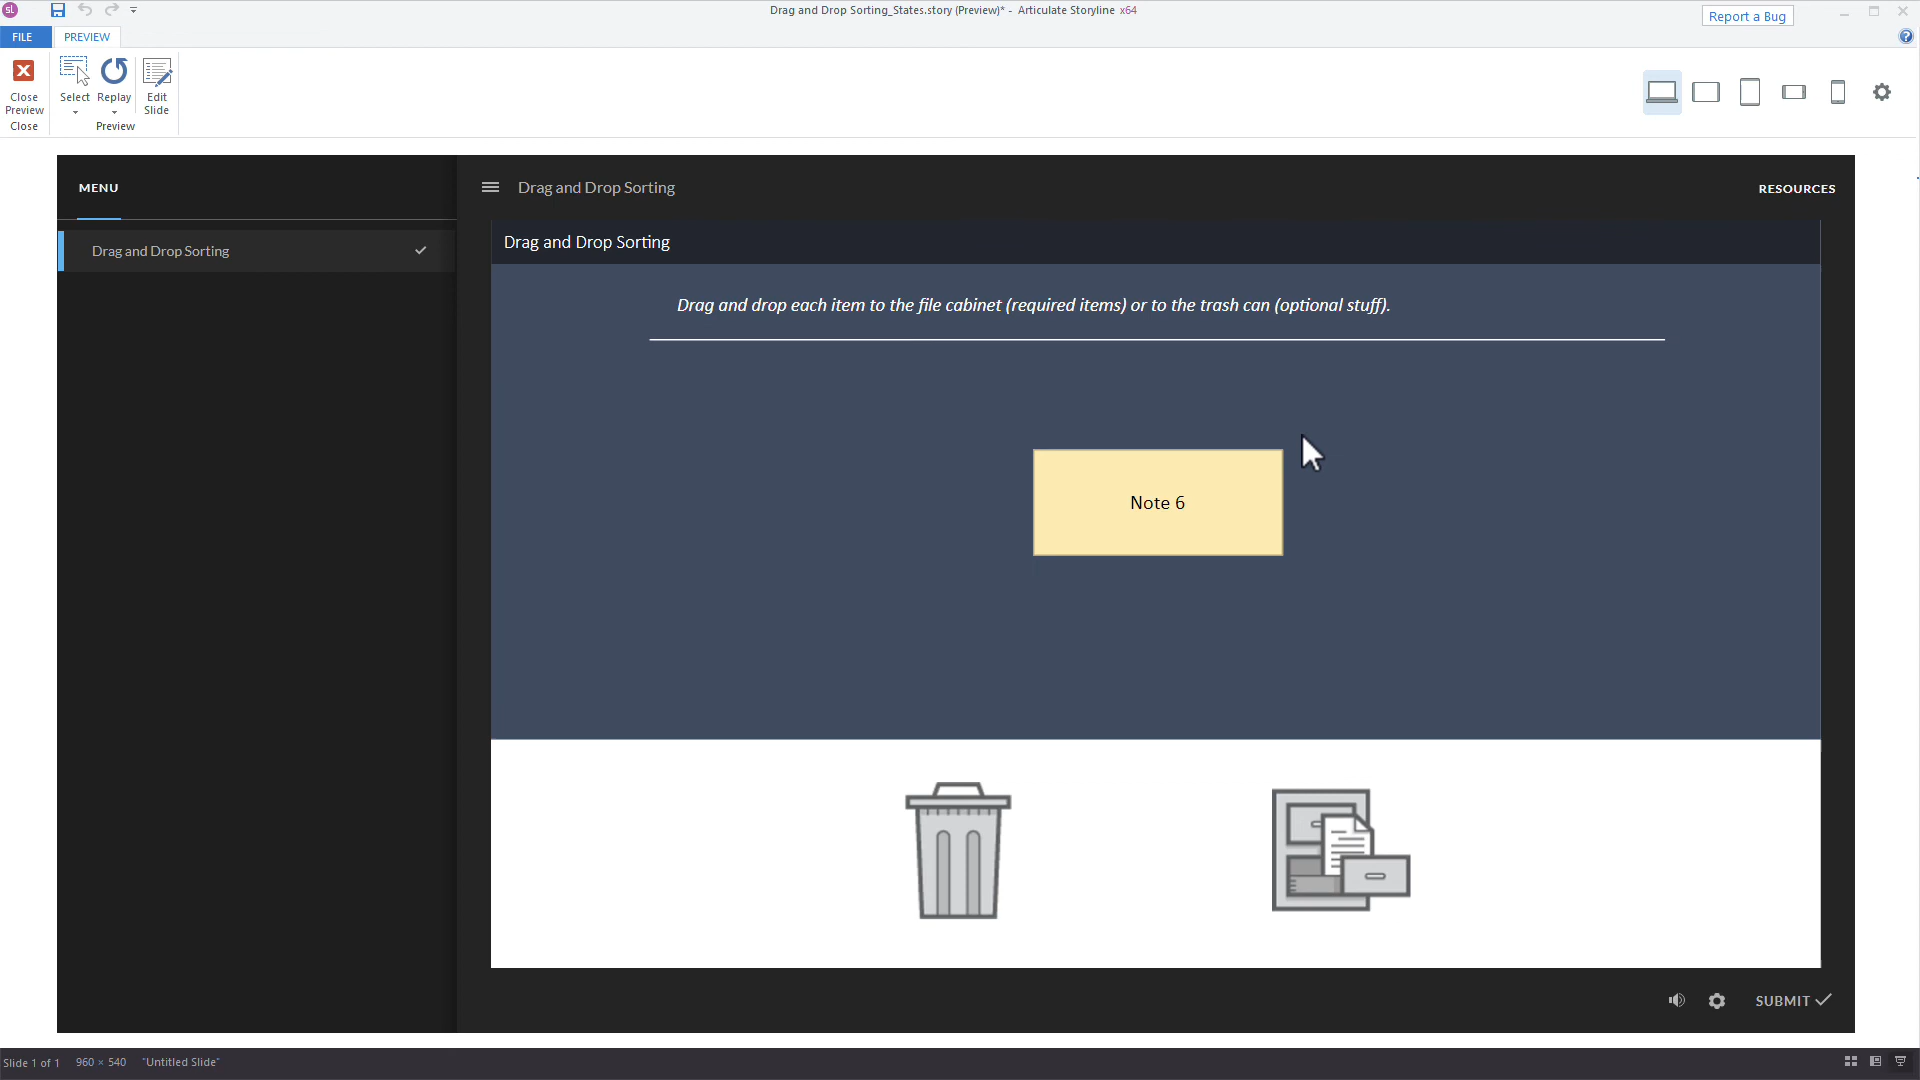 sl
Drag and Drop Sorting_States.story (Preview)* - Articulate Storyline x64
Report a Bug
FILE
PREVIEW
?
Close Preview
Select
Replay
Edit Slide
Close
Preview
MENU
Drag and Drop Sorting
RESOURCES
Drag and Drop Sorting
Drag and Drop Sorting
Drag and drop each item to the file cabinet (required items) or to the trash can (optional stuff).
Note 6
SUBMIT
Slide 1 of 1
960 × 540
"Untitled Slide"